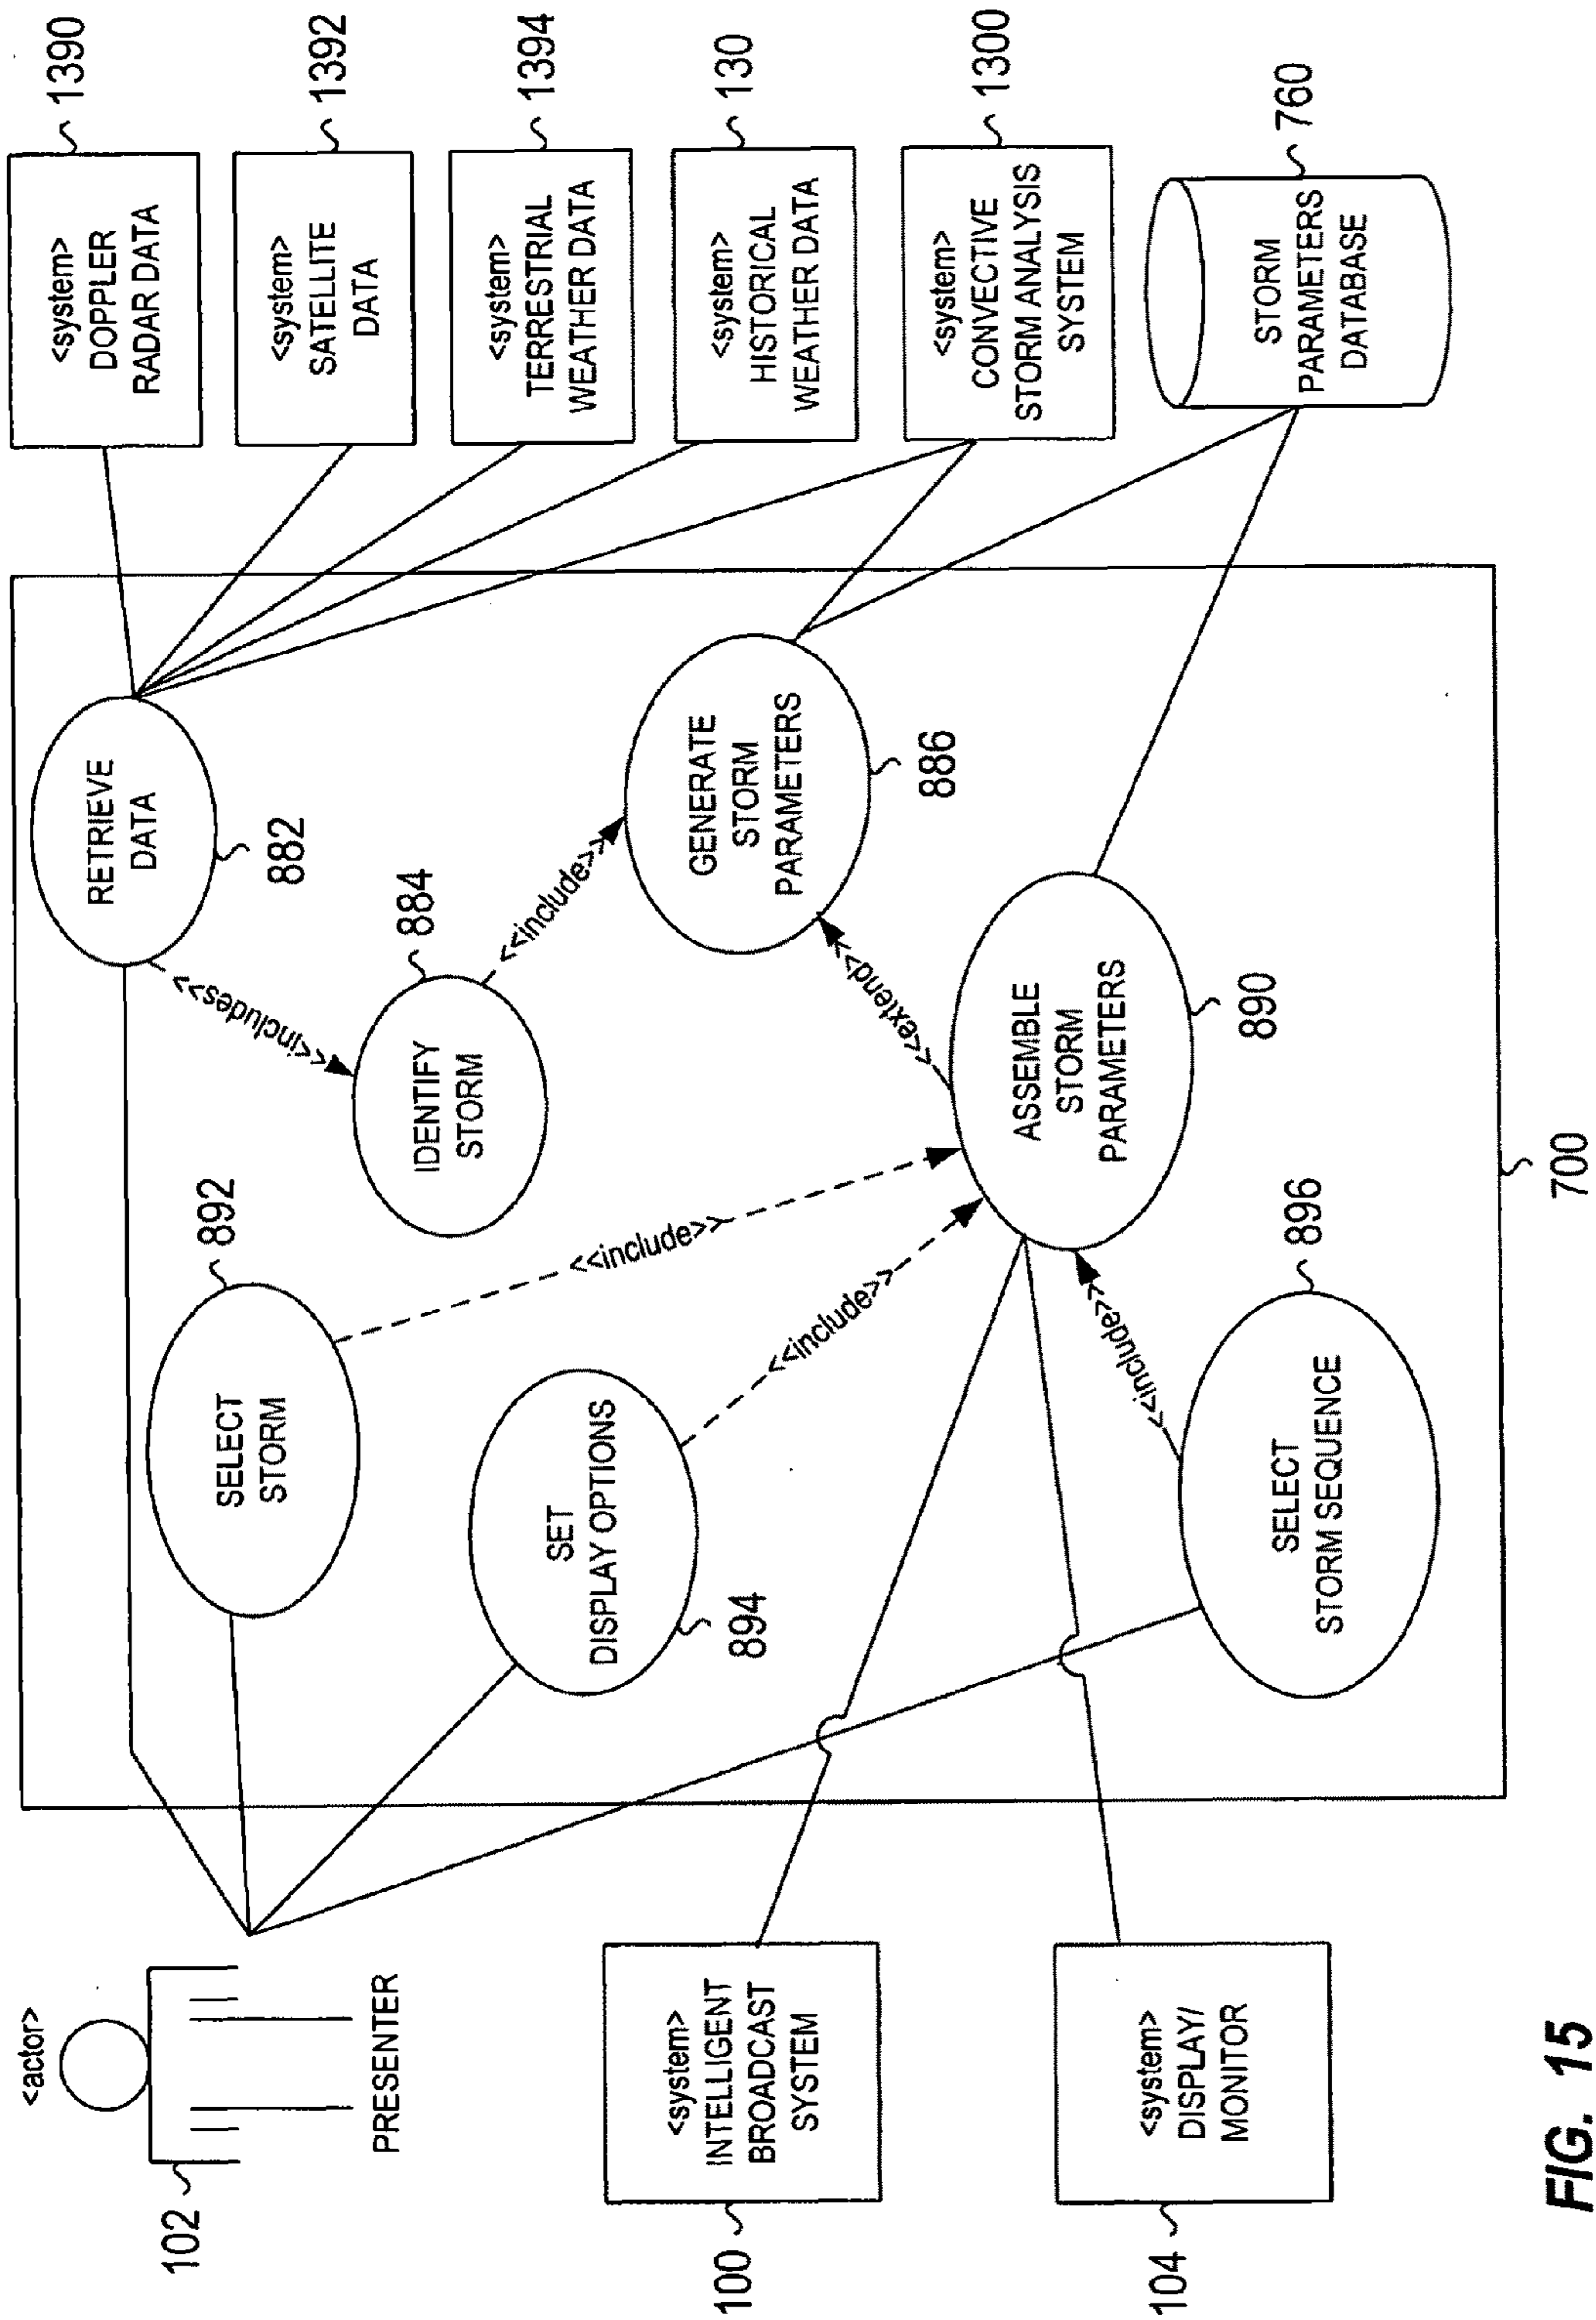 <actor>
102
PRESENTER
<system>
INTELLIGENT
BROADCAST
SYSTEM
100
<system>
DISPLAY/
MONITOR
104
SELECT
STORM
892
SET
DISPLAY OPTIONS
894
SELECT
STORM SEQUENCE
896
RETRIEVE
DATA
882
<<includes>>
IDENTIFY
STORM
884
<<include>>
GENERATE
STORM
PARAMETERS
886
<<extend>>
<<include>>
<<include>>
<<include>>
ASSEMBLE
STORM
PARAMETERS
890
700
<system>
DOPPLER
RADAR DATA
1390
<system>
SATELLITE
DATA
1392
<system>
TERRESTRIAL
WEATHER DATA
1394
<system>
HISTORICAL
WEATHER DATA
130
<system>
CONVECTIVE
STORM ANALYSIS
SYSTEM
1300
STORM
PARAMETERS
DATABASE
760
FIG. 15